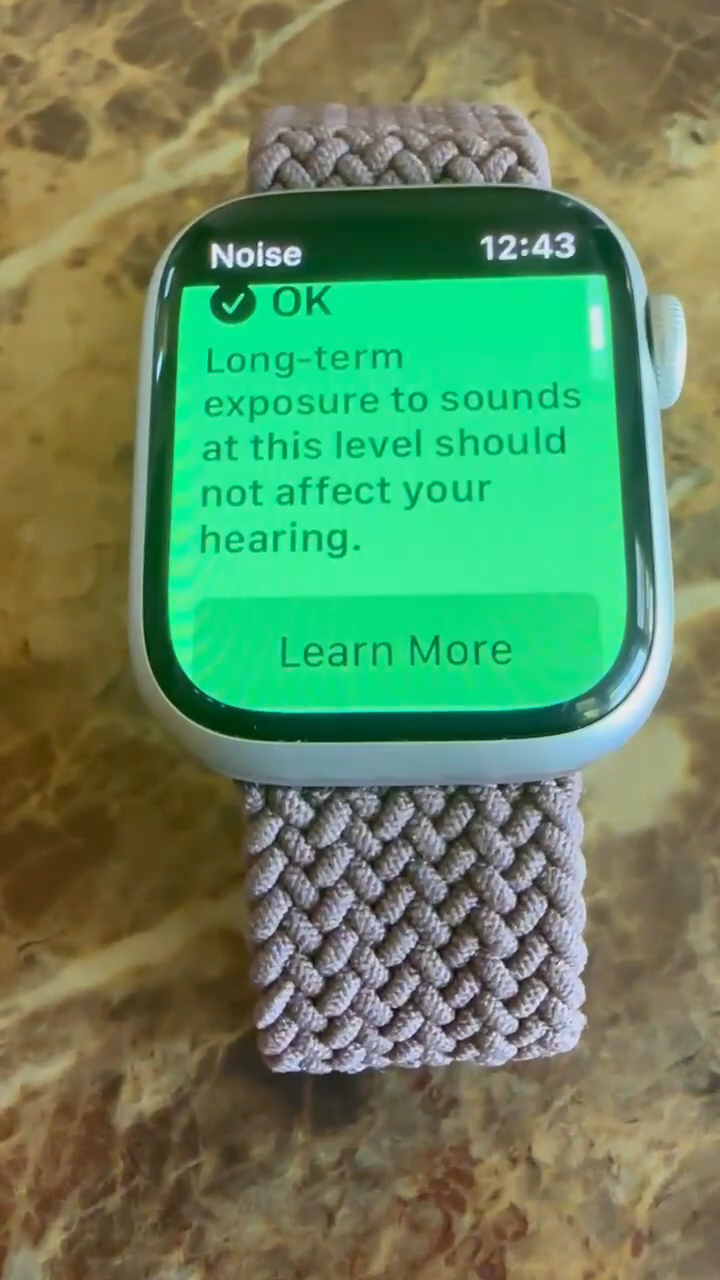 Noise 12:43
OK
Long-term
exposure to sounds
at this level should
not affect your
hearing.
Learn More